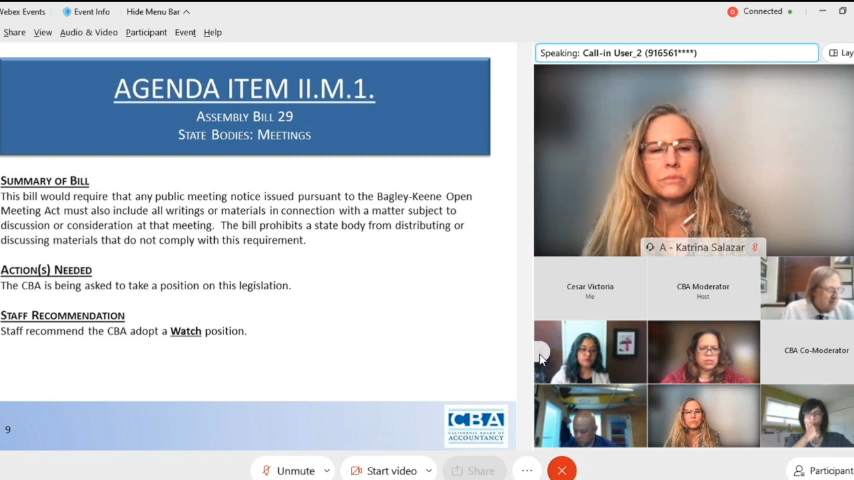 Webex Events
Event Info
Hide Menu Bar
Connected
Share View Audio & Video Participant Event Help
Speaking: Call-in User_2 (916561****)
Lay
AGENDA ITEM II.M.1.
ASSEMBLY BILL 29
STATE BODIES: MEETINGS
SUMMARY OF BILL
This bill would require that any public meeting notice issued pursuant to the Bagley-Keene Open
Meeting Act must also include all writings or materials in connection with a matter subject to
discussion or consideration at that meeting. The bill prohibits a state body from distributing or
discussing materials that do not comply with this requirement.
ACTION(S) NEEDED
The CBA is being asked to take a position on this legislation.
STAFF RECOMMENDATION
Staff recommend the CBA adopt a Watch position.
9
CBA
CALIFORNIA BOARD OF
ACCOUNTANCY
A - Katrina Salazar
Cesar Victoria
Me
CBA Moderator
Host
CBA Co-Moderator
Unmute
Start video
Share
Participant